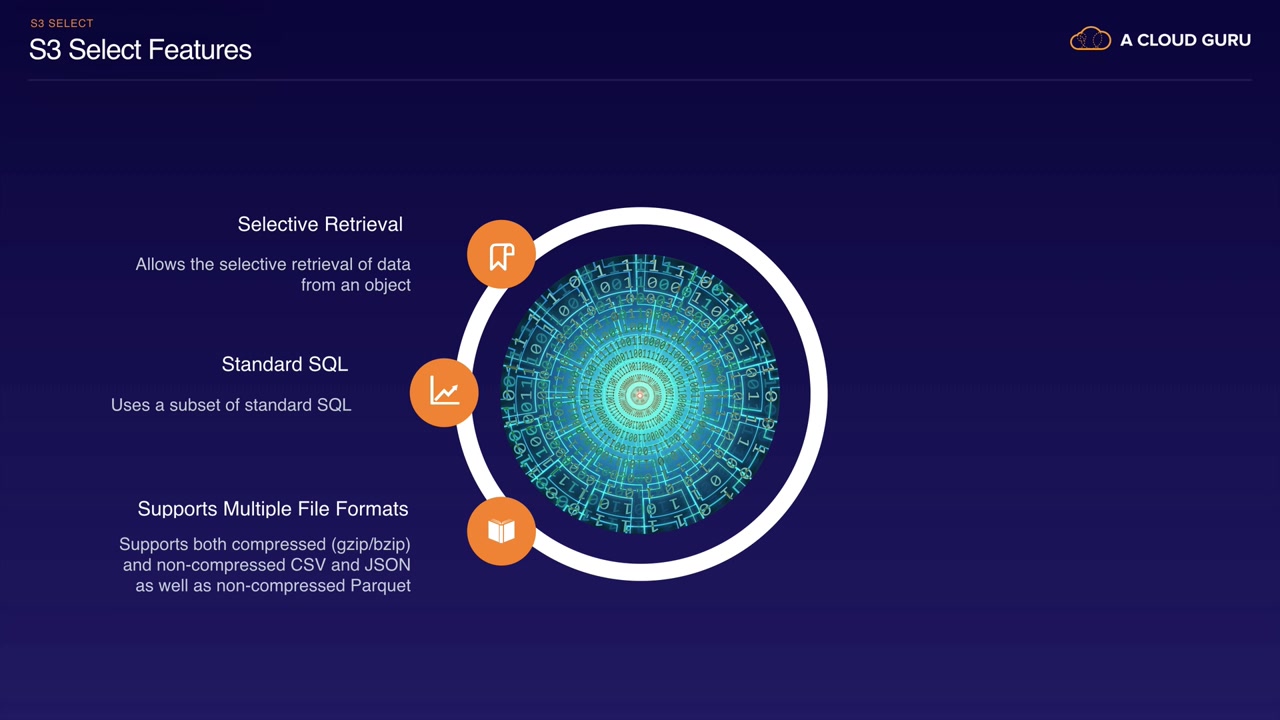 S3 SELECT
S3 Select Features
A CLOUD GURU
Selective Retrieval
Allows the selective retrieval of data
from an object
Standard SQL
Uses a subset of standard SQL
Supports Multiple File Formats
Supports both compressed (gzip/bzip)
and non-compressed CSV and JSON
as well as non-compressed Parquet